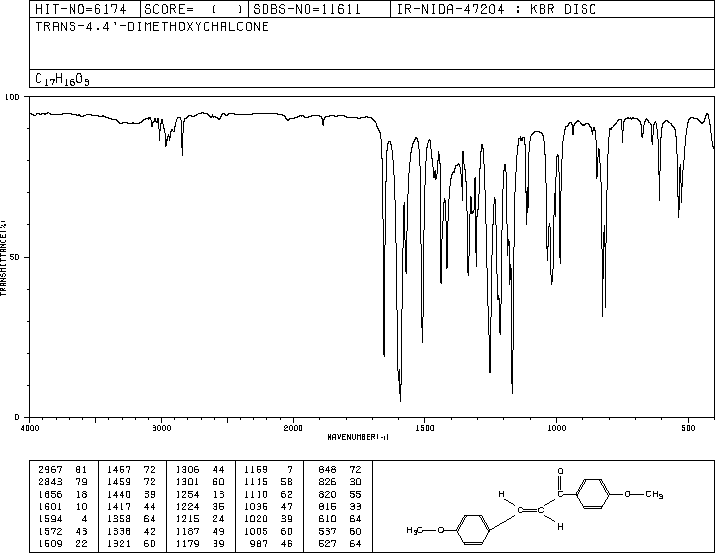 HIT-NO=6174 SCORE= ( ) SDBS-NO=11611 IR-NIDA-47204 : KBR DISC
TRANS-4.4'-DIMETHOXYCHALCONE
C17H16O3
100
50
0
TRANSMITTANCE(%)
4000 3000 2000 1500 1000 500
WAVENUMBER(-1)
2967 81 1467 72 1306 44 1169 7 848 72
2843 79 1459 72 1301 60 1115 58 826 30
1656 18 1440 39 1254 13 1110 62 820 55
1601 10 1417 44 1224 36 1036 47 816 33
1594 4 1358 64 1215 24 1020 39 610 64
1572 43 1338 42 1187 49 1006 60 537 60
1509 22 1321 60 1179 39 987 46 527 64
O
H C
CH3 O C C O CH3
H